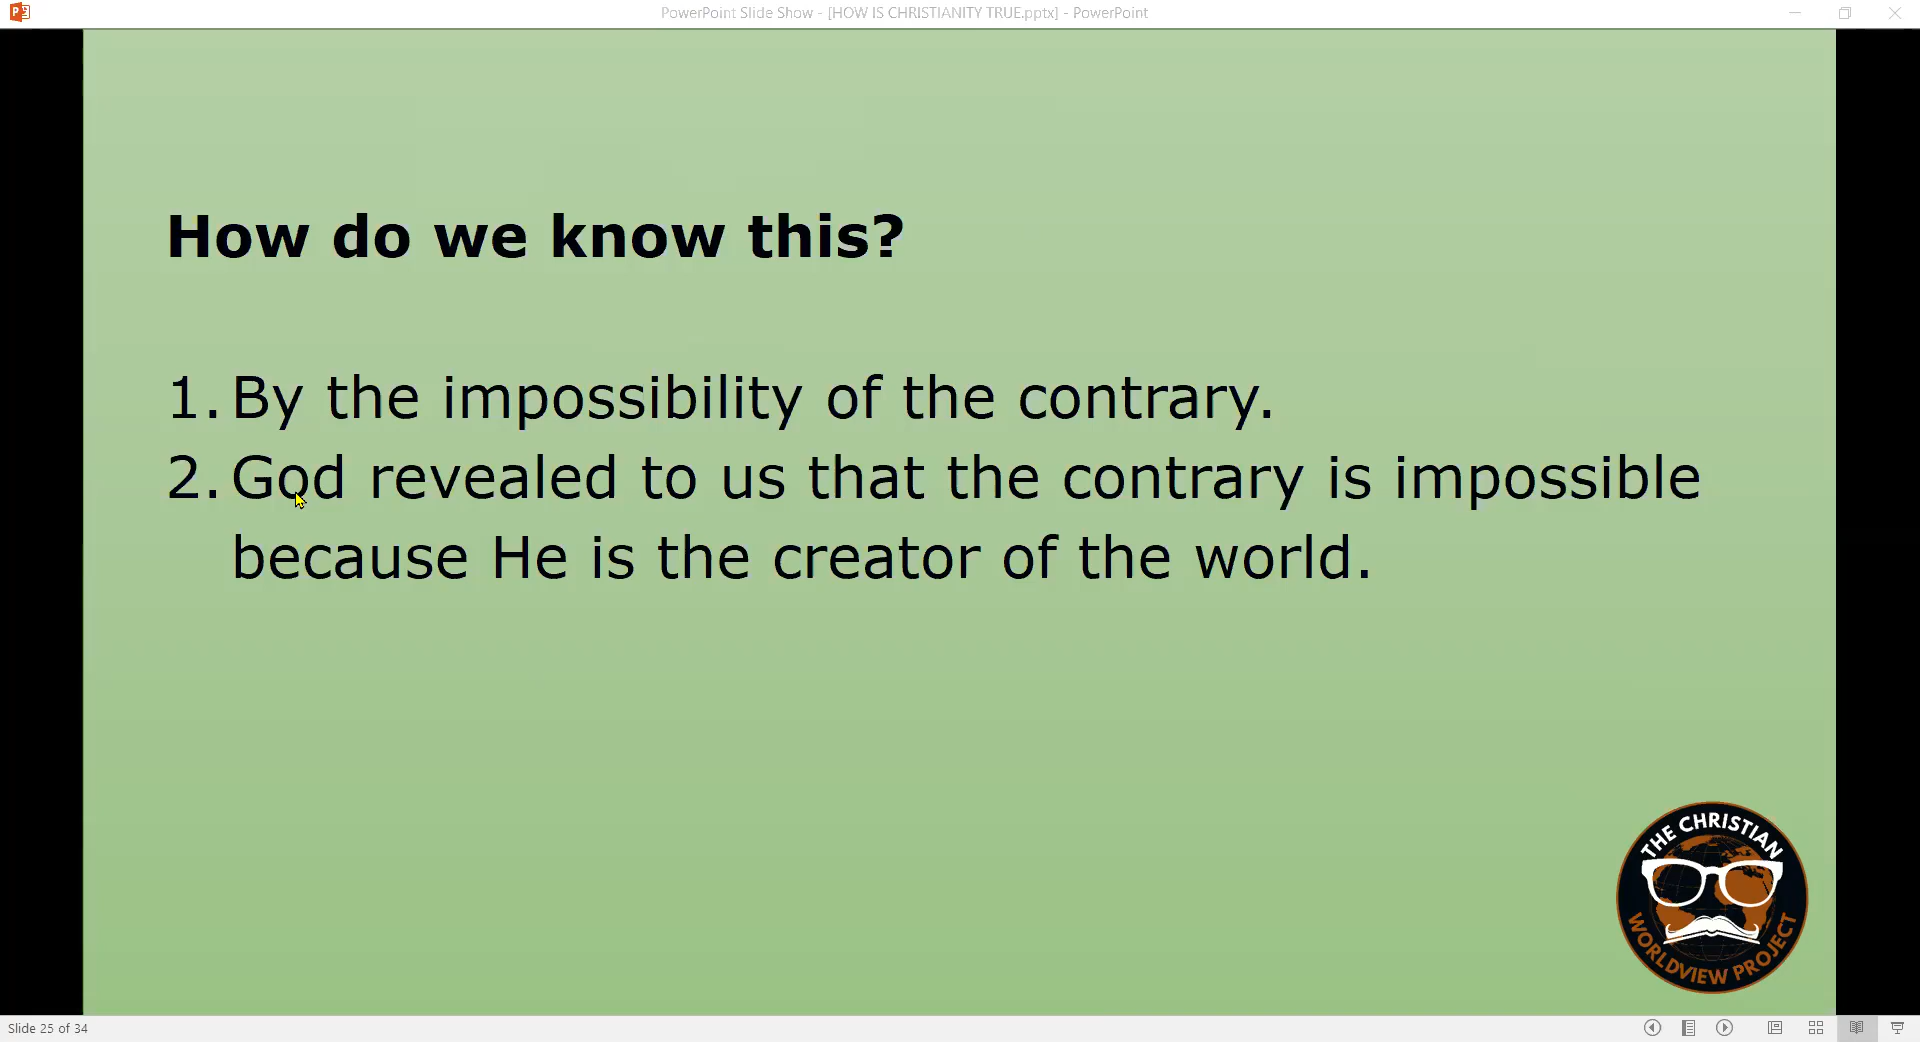 PowerPoint Slide Show - [HOW IS CHRISTIANITY TRUE.pptx] - PowerPoint
How do we know this?
1. By the impossibility of the contrary.
2. God revealed to us that the contrary is impossible
because He is the creator of the world.
THE CHRISTIAN
WORLDVIEW PROJECT
Slide 25 of 34